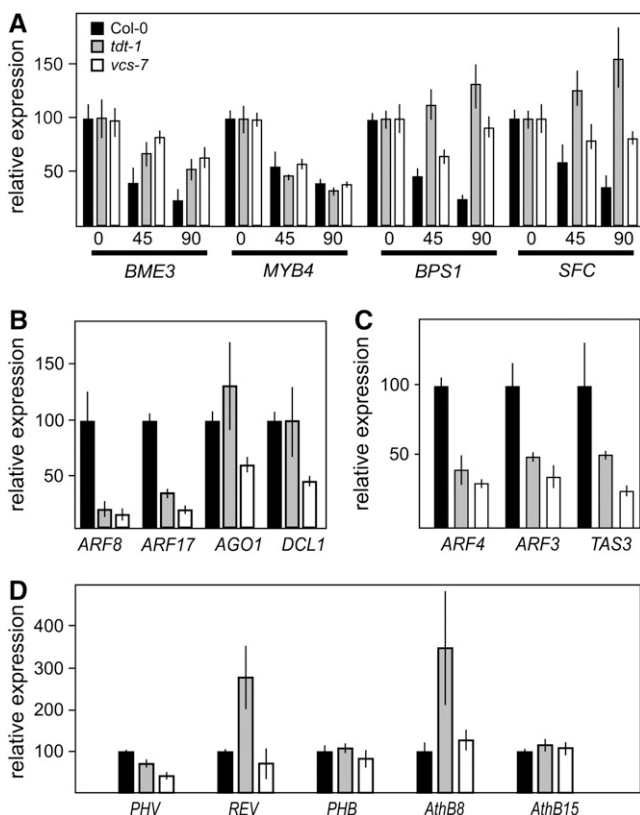 A
Col-0
tdt-1
vcs-7
relative expression
150
100
50
0 45 90 0 45 90 0 45 90 0 45 90
BME3 MYB4 BPS1 SFC
B
relative expression
150
100
50
ARF8 ARF17 AGO1 DCL1
C
relative expression
100
50
ARF4 ARF3 TAS3
D
relative expression
400
300
200
100
PHV REV PHB AthB8 AthB15